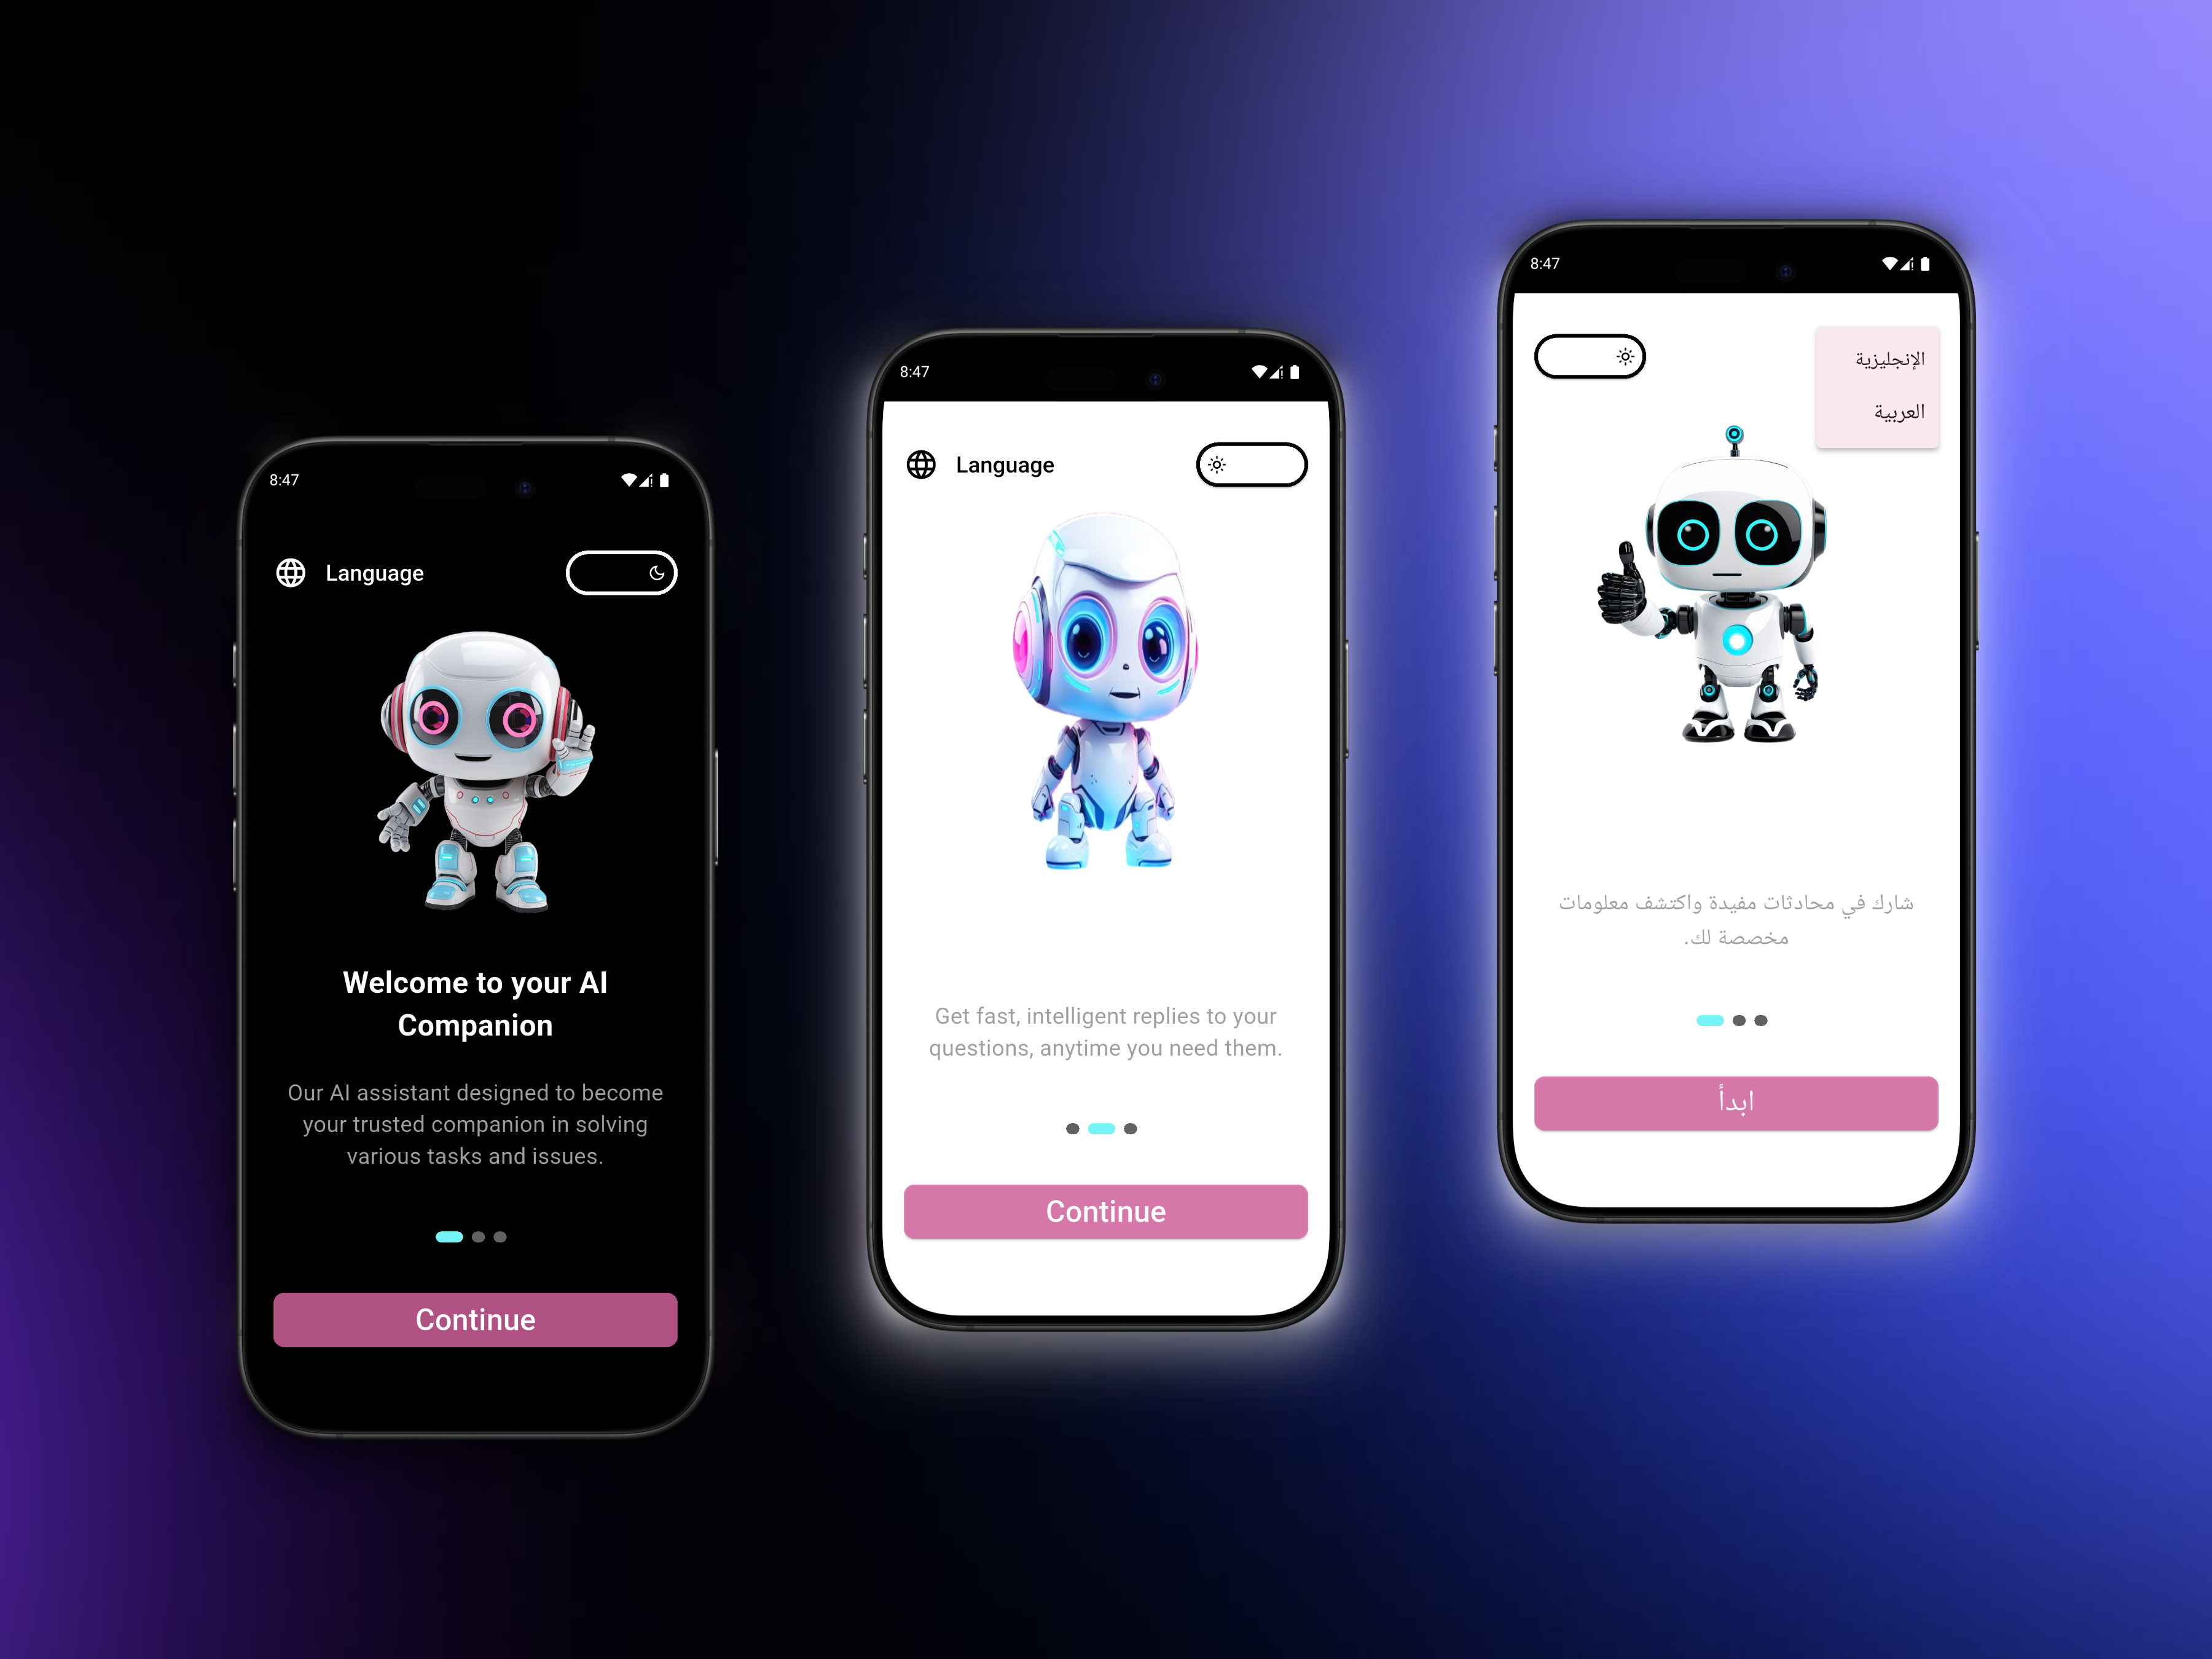 8:47
Language
Welcome to your AI
Companion
Our AI assistant designed to become
your trusted companion in solving
various tasks and issues.
Continue
8:47
Language
Get fast, intelligent replies to your
questions, anytime you need them.
Continue
8:47
الإنجليزية
العربية
شارك في محادثات مفيدة واكتشف معلومات
مخصصة لك.
ابدأ